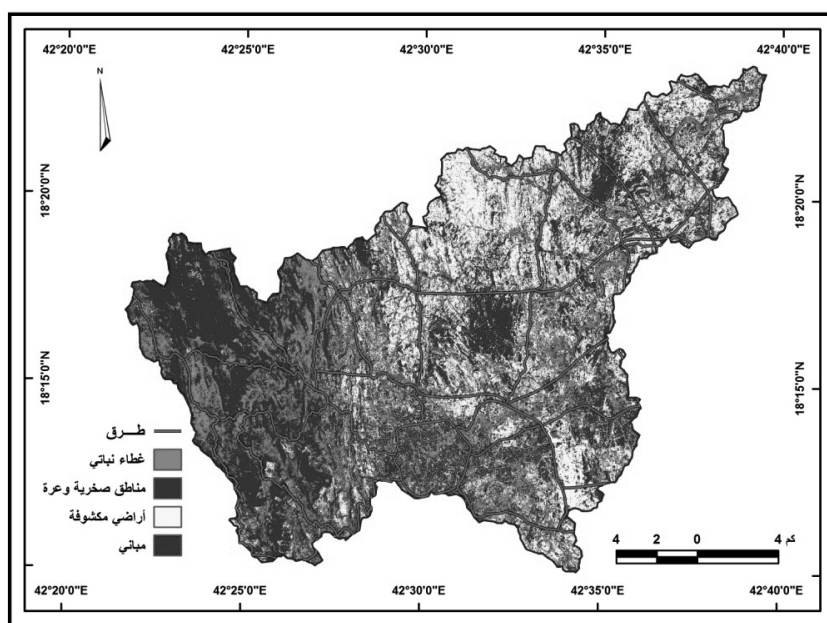 42°20'0"E 42°25'0"E 42°30'0"E 42°35'0"E 42°40'0"E
N
18°20'0"N 18°20'0"N
18°15'0"N 18°15'0"N
طـــرق
غطاء نباتي
مناطق صخرية وعرة
أراضي مكشوفة
مباني
4 2 0 4 كم
42°20'0"E 42°25'0"E 42°30'0"E 42°35'0"E 42°40'0"E